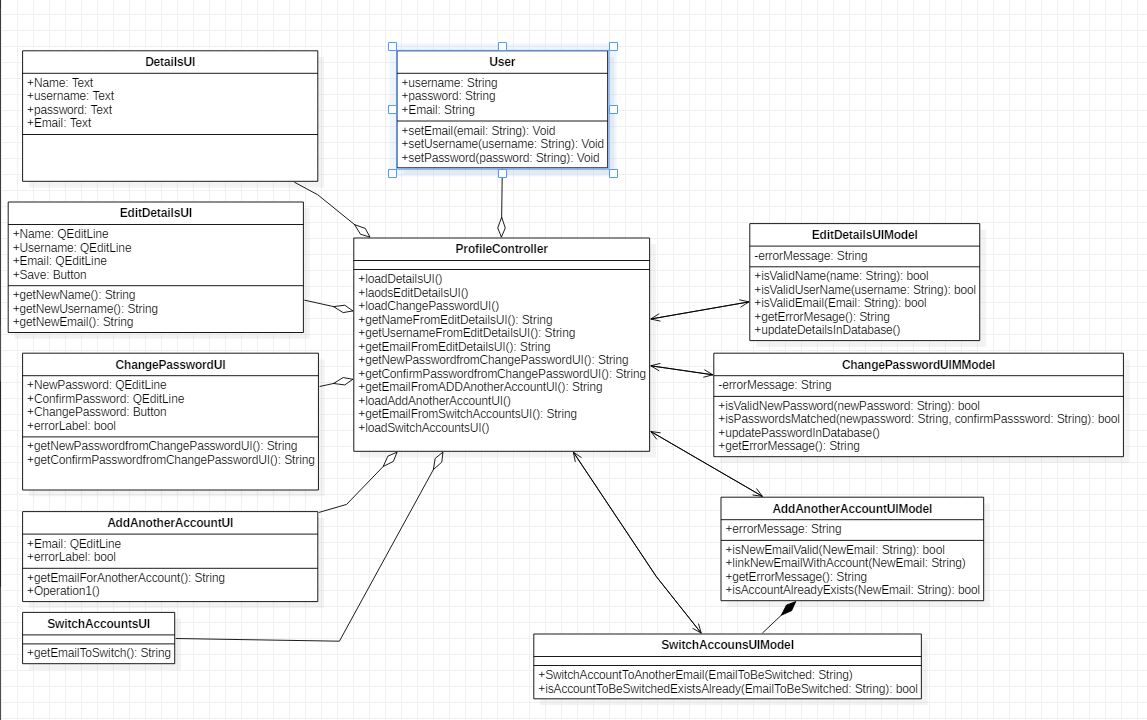 DetailsUI
+Name: Text
+username: Text
+password: Text
+Email: Text
User
+username: String
+password: String
+Email: String
+setEmail(email: String): Void
+setUsername(username: String): Void
+setPassword(password: String): Void
EditDetailsUI
+Name: QEditLine
+Username: QEditLine
+Email: QEditLine
+Save: Button
+getNewName(): String
+getNewUsername(): String
+getNewEmail(): String
ProfileController
+loadDetailsUI()
+laodsEditDetailsUI()
+loadChangePasswordUI()
+getNameFromEditDetailsUI(): String
+getUsernameFromEditDetailsUI(): String
+getEmailFromEditDetailsUI(): String
+getNewPasswordfromChangePasswordUI(): String
+getConfirmPasswordfromChangePasswordUI(): String
+getEmailFromADDAnotherAccountUI(): String
+loadAddAnotherAccountUI()
+getEmailFromSwitchAccountsUI(): String
+loadSwitchAccountsUI()
EditDetailsUIModel
-errorMessage: String
+isValidName(name: String): bool
+isValidUserName(username: String): bool
+isValidEmail(Email: String): bool
+getErrorMesage(): String
+updateDetailsInDatabase()
ChangePasswordUI
+NewPassword: QEditLine
+ConfirmPassword: QEditLine
+ChangePassword: Button
+errorLabel: bool
+getNewPasswordfromChangePasswordUI(): String
+getConfirmPasswordfromChangePasswordUI(): String
ChangePasswordUIMModel
-errorMessage: String
+isValidNewPassword(newPassword: String): bool
+isPasswordsMatched(newpassword: String, confirmPasssword: String): bool
+updatePasswordInDatabase()
+getErrorMessage(): String
AddAnotherAccountUI
+Email: QEditLine
+errorLabel: bool
+getEmailForAnotherAccount(): String
+Operation1()
AddAnotherAccountUIModel
+errorMessage: String
+isNewEmailValid(NewEmail: String): bool
+linkNewEmailWithAccount(NewEmail: String)
+getErrorMessage(): String
+isAccountAlreadyExists(NewEmail: String): bool
SwitchAccountsUI
+getEmailToSwitch(): String
SwitchAccounsUIModel
+SwitchAccountToAnotherEmail(EmailToBeSwitched: String)
+isAccountToBeSwitchedExistsAlready(EmailToBeSwitched: String): bool